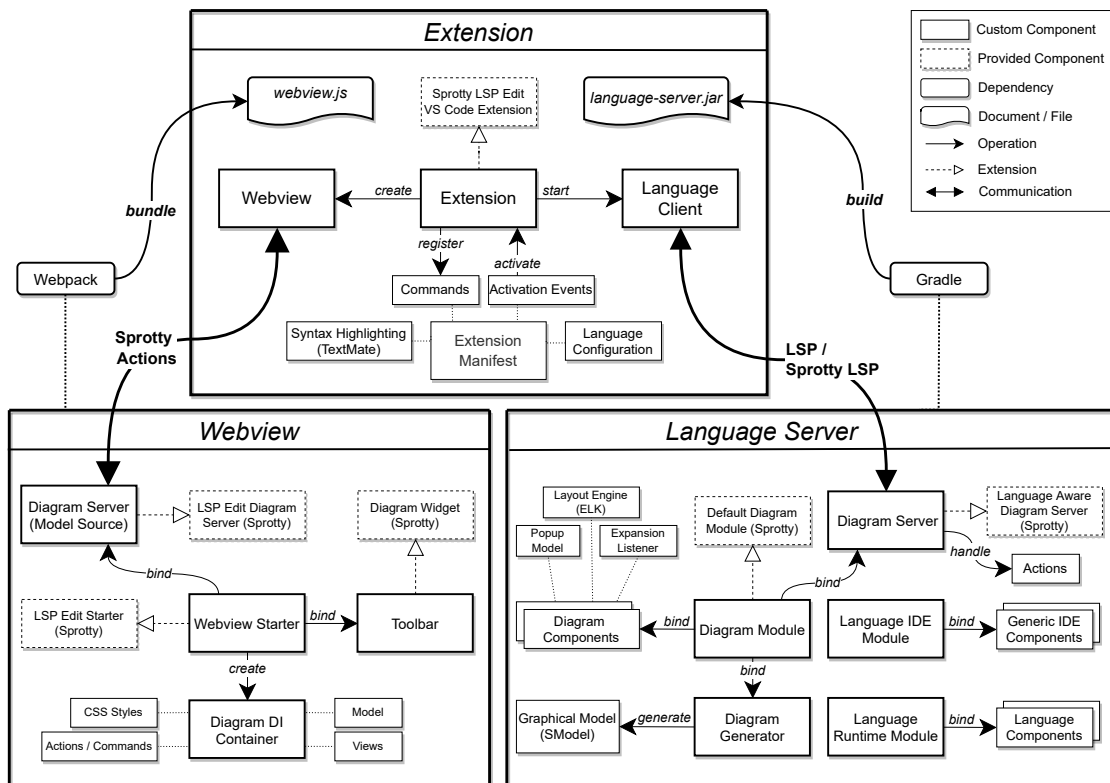 Extension
webview.js
Sprotty LSP Edit
VS Code Extension
language-server.jar
Custom Component
Provided Component
Dependency
Document / File
Operation
Extension
Communication
bundle
Webview
create
Extension
start
Language
Client
build
register
activate
Webpack
Commands
Activation Events
Gradle
Syntax Highlighting
(TextMate)
Extension
Manifest
Language
Configuration
Sprotty
Actions
LSP /
Sprotty LSP
Webview
Diagram Server
(Model Source)
LSP Edit Diagram
Server (Sprotty)
Diagram Widget
(Sprotty)
bind
LSP Edit Starter
(Sprotty)
Webview Starter
bind
Toolbar
create
CSS Styles
Diagram DI
Container
Model
Actions / Commands
Views
Language Server
Layout Engine
(ELK)
Popup
Model
Expansion
Listener
Default Diagram
Module (Sprotty)
Diagram Server
Language Aware
Diagram Server
(Sprotty)
handle
Actions
bind
Diagram
Components
bind
Diagram Module
Language IDE
Module
bind
Generic IDE
Components
bind
Graphical Model
(SModel)
generate
Diagram
Generator
Language
Runtime Module
bind
Language
Components